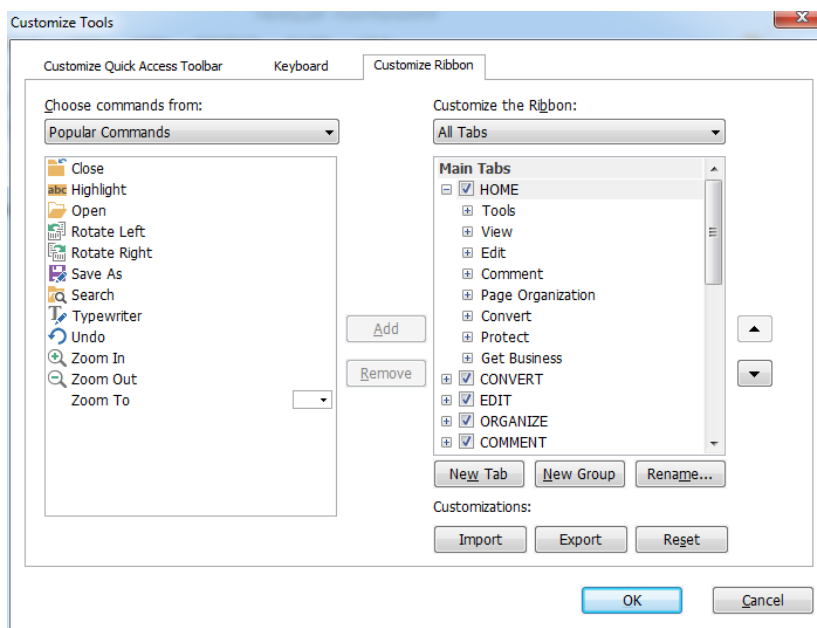 Customize Tools
Customize Quick Access Toolbar Keyboard Customize Ribbon
Choose commands from:
Popular Commands
Close
abc Highlight
Open
Rotate Left
Rotate Right
Save As
Search
Typewriter
Undo
Zoom In
Zoom Out
Zoom To
Add
Remove
Customize the Ribbon:
All Tabs
Main Tabs
HOME
Tools
View
Edit
Comment
Page Organization
Convert
Protect
Get Business
CONVERT
EDIT
ORGANIZE
COMMENT
New Tab New Group Rename...
Customizations:
Import Export Reset
OK Cancel